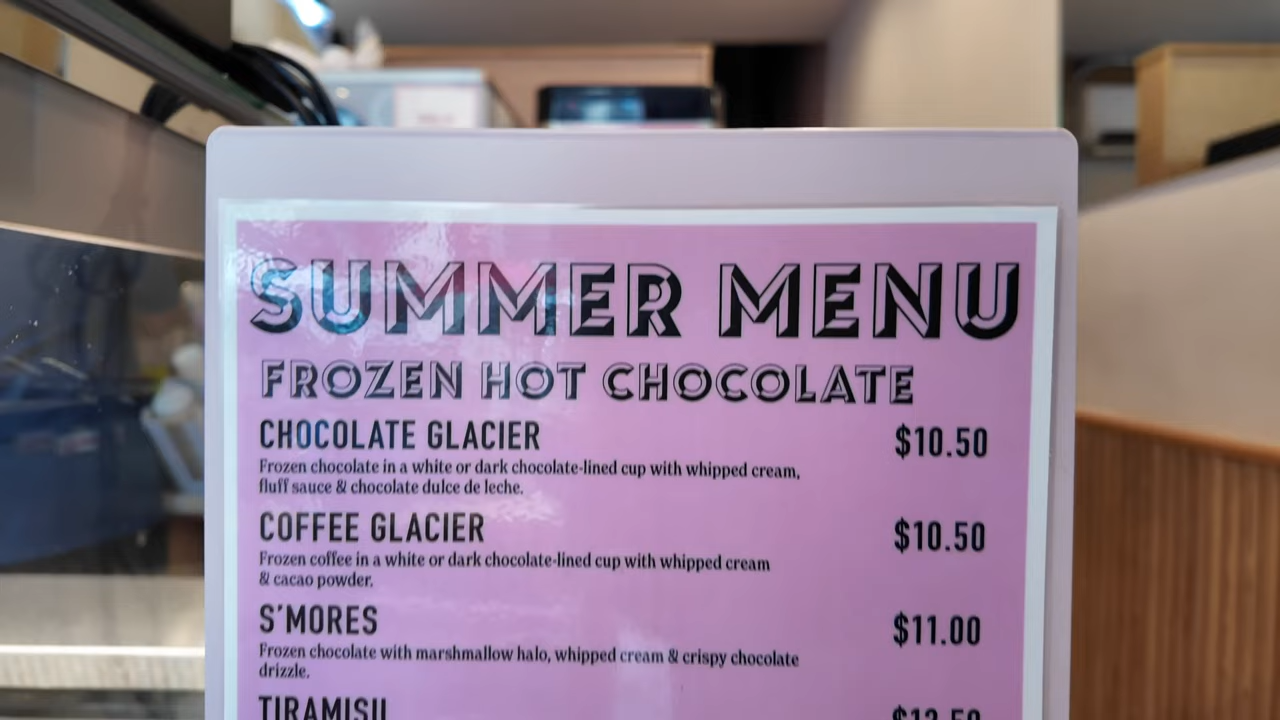 SUMMER MENU
FROZEN HOT CHOCOLATE
CHOCOLATE GLACIER $10.50
Frozen chocolate in a white or dark chocolate-lined cup with whipped cream,
fluff sauce & chocolate dulce de leche.
COFFEE GLACIER $10.50
Frozen coffee in a white or dark chocolate-lined cup with whipped cream
& cacao powder.
S'MORES $11.00
Frozen chocolate with marshmallow halo, whipped cream & crispy chocolate
drizzle.
TIRAMISU